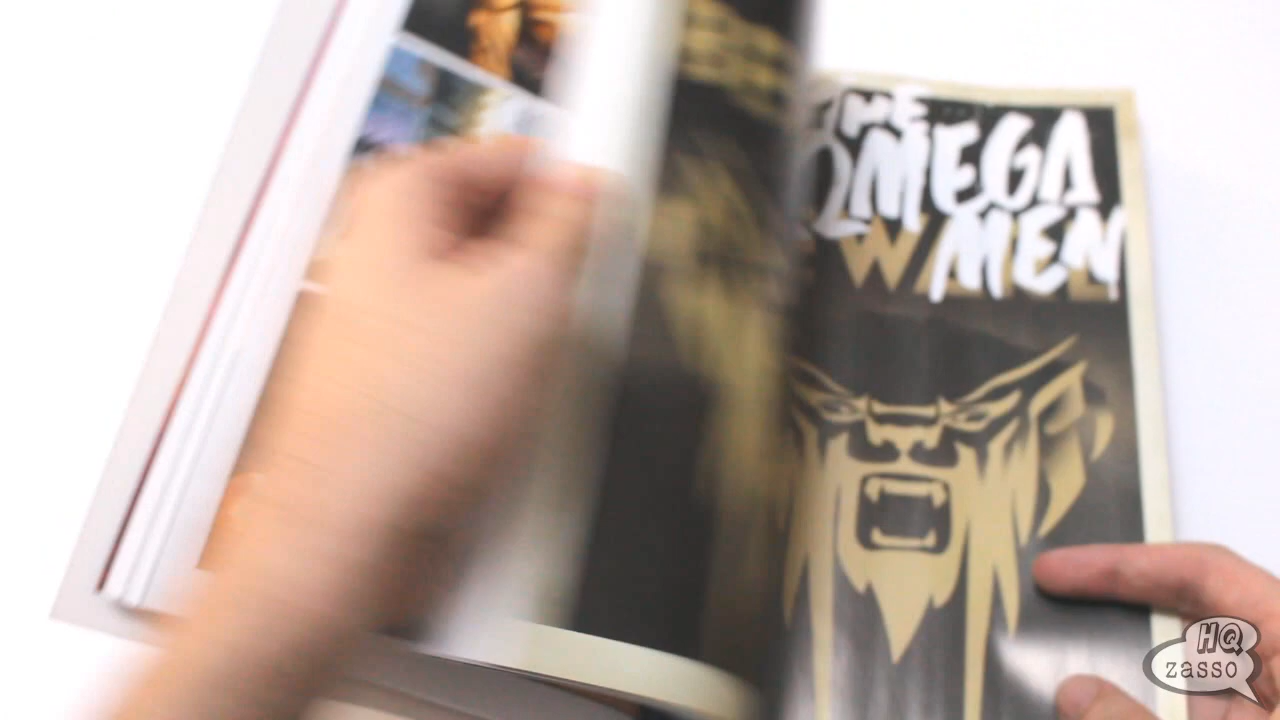 THE
OMEGA
MEN
HQ
zasso